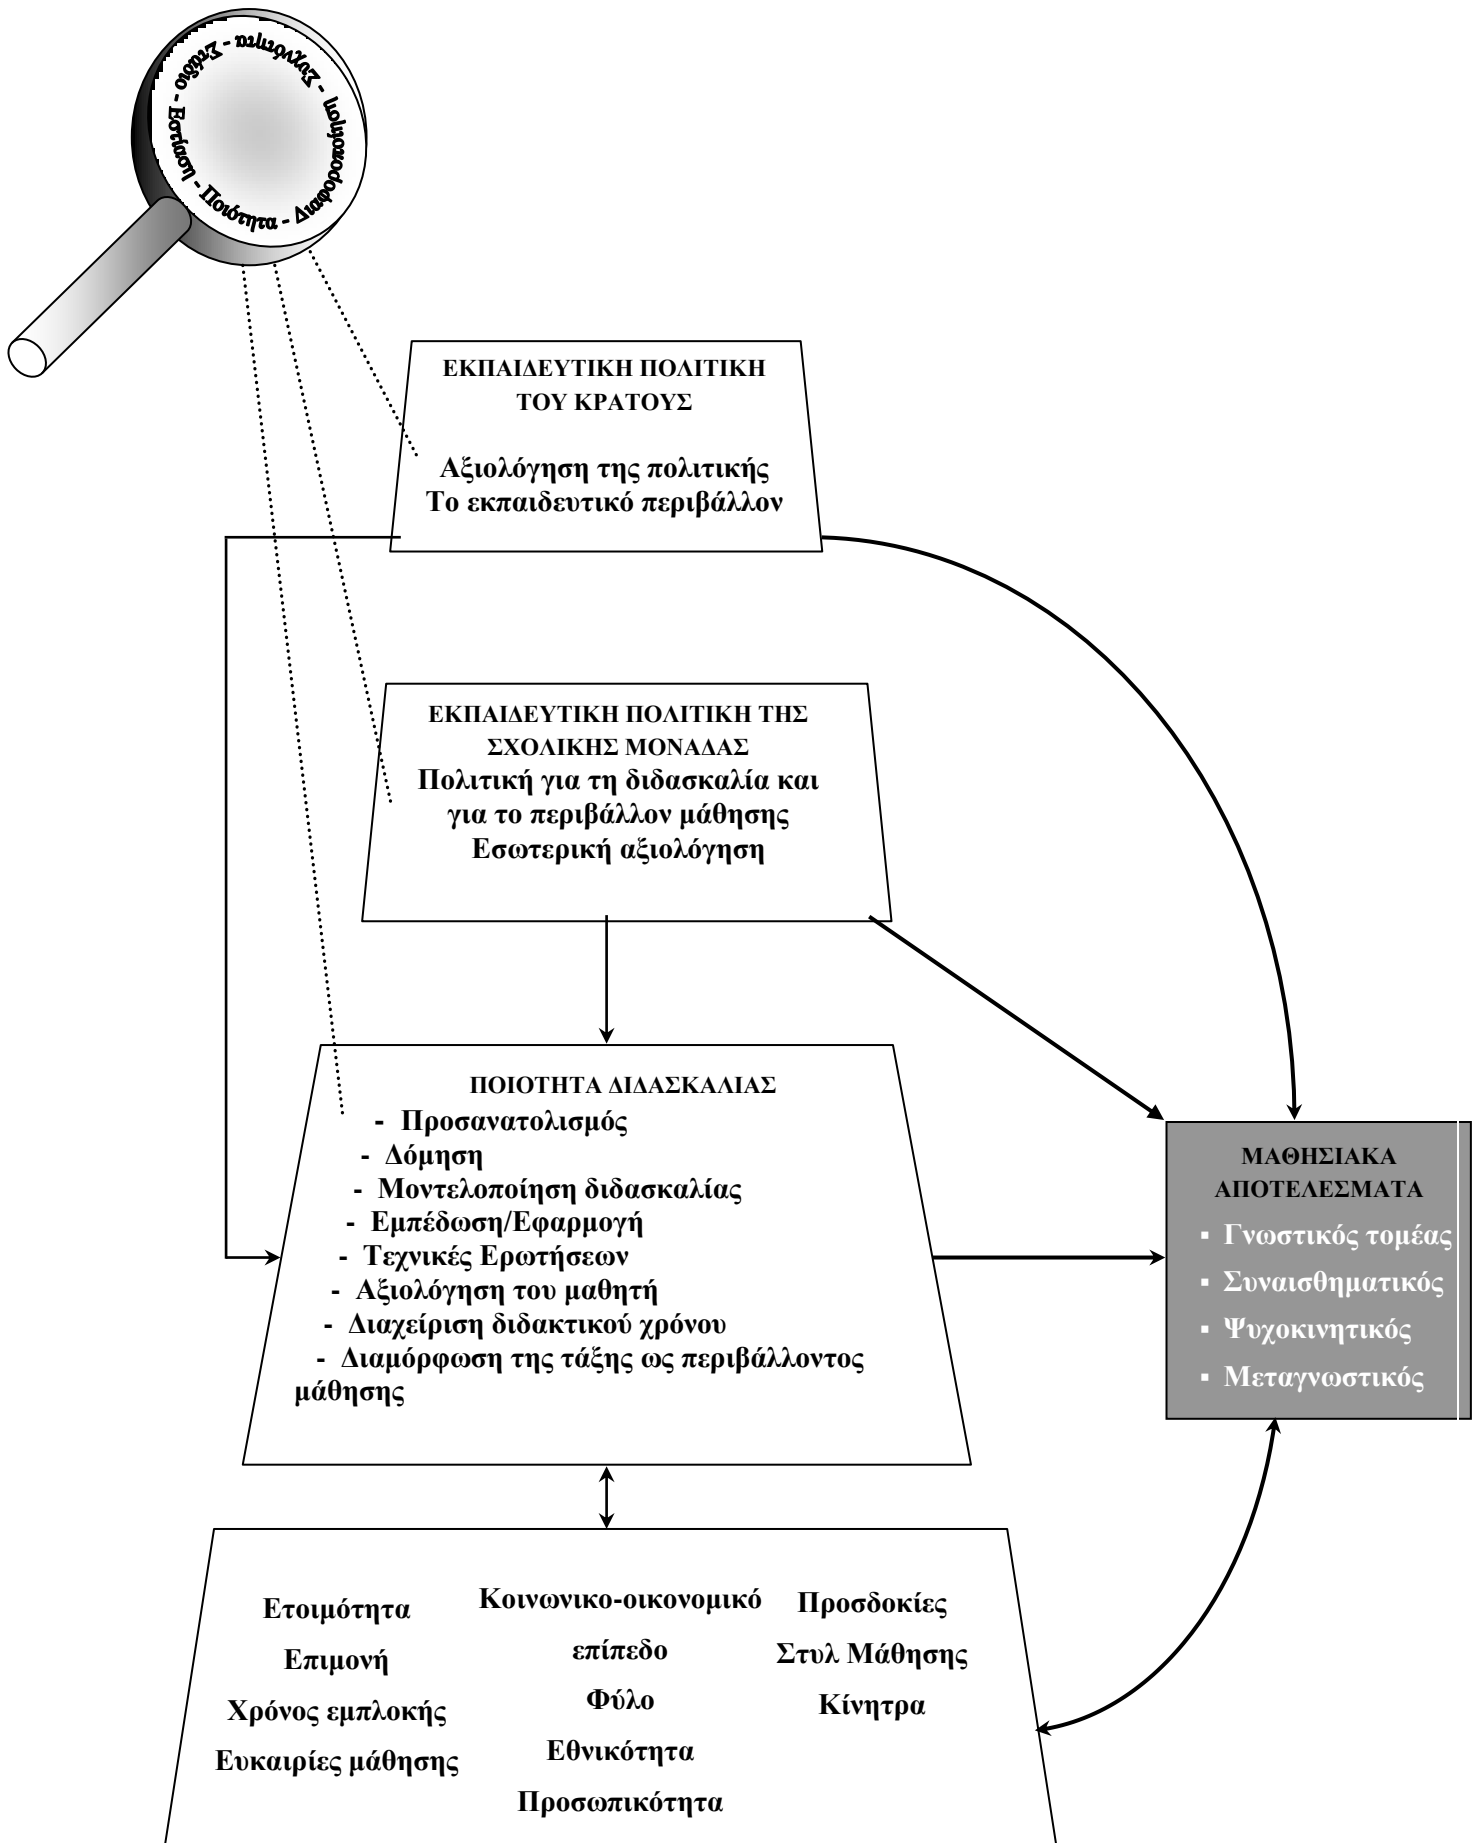 Συχνότητα - Στάδιο - Εστίαση - Ποιότητα - Διαφοροποίηση -
ΕΚΠΑΙΔΕΥΤΙΚΗ ΠΟΛΙΤΙΚΗ
ΤΟΥ ΚΡΑΤΟΥΣ
Αξιολόγηση της πολιτικής
Το εκπαιδευτικό περιβάλλον
ΕΚΠΑΙΔΕΥΤΙΚΗ ΠΟΛΙΤΙΚΗ ΤΗΣ
ΣΧΟΛΙΚΗΣ ΜΟΝΑΔΑΣ
Πολιτική για τη διδασκαλία και
για το περιβάλλον μάθησης
Εσωτερική αξιολόγηση
ΠΟΙΟΤΗΤΑ ΔΙΔΑΣΚΑΛΙΑΣ
- Προσανατολισμός
- Δόμηση
- Μοντελοποίηση διδασκαλίας
- Εμπέδωση/Εφαρμογή
- Τεχνικές Ερωτήσεων
- Αξιολόγηση του μαθητή
- Διαχείριση διδακτικού χρόνου
- Διαμόρφωση της τάξης ως περιβάλλοντος
μάθησης
ΜΑΘΗΣΙΑΚΑ
ΑΠΟΤΕΛΕΣΜΑΤΑ
▪ Γνωστικός τομέας
▪ Συναισθηματικός
▪ Ψυχοκινητικός
▪ Μεταγνωστικός
Ετοιμότητα
Επιμονή
Χρόνος εμπλοκής
Ευκαιρίες μάθησης
Κοινωνικο-οικονομικό
επίπεδο
Φύλο
Εθνικότητα
Προσωπικότητα
Προσδοκίες
Στυλ Μάθησης
Κίνητρα